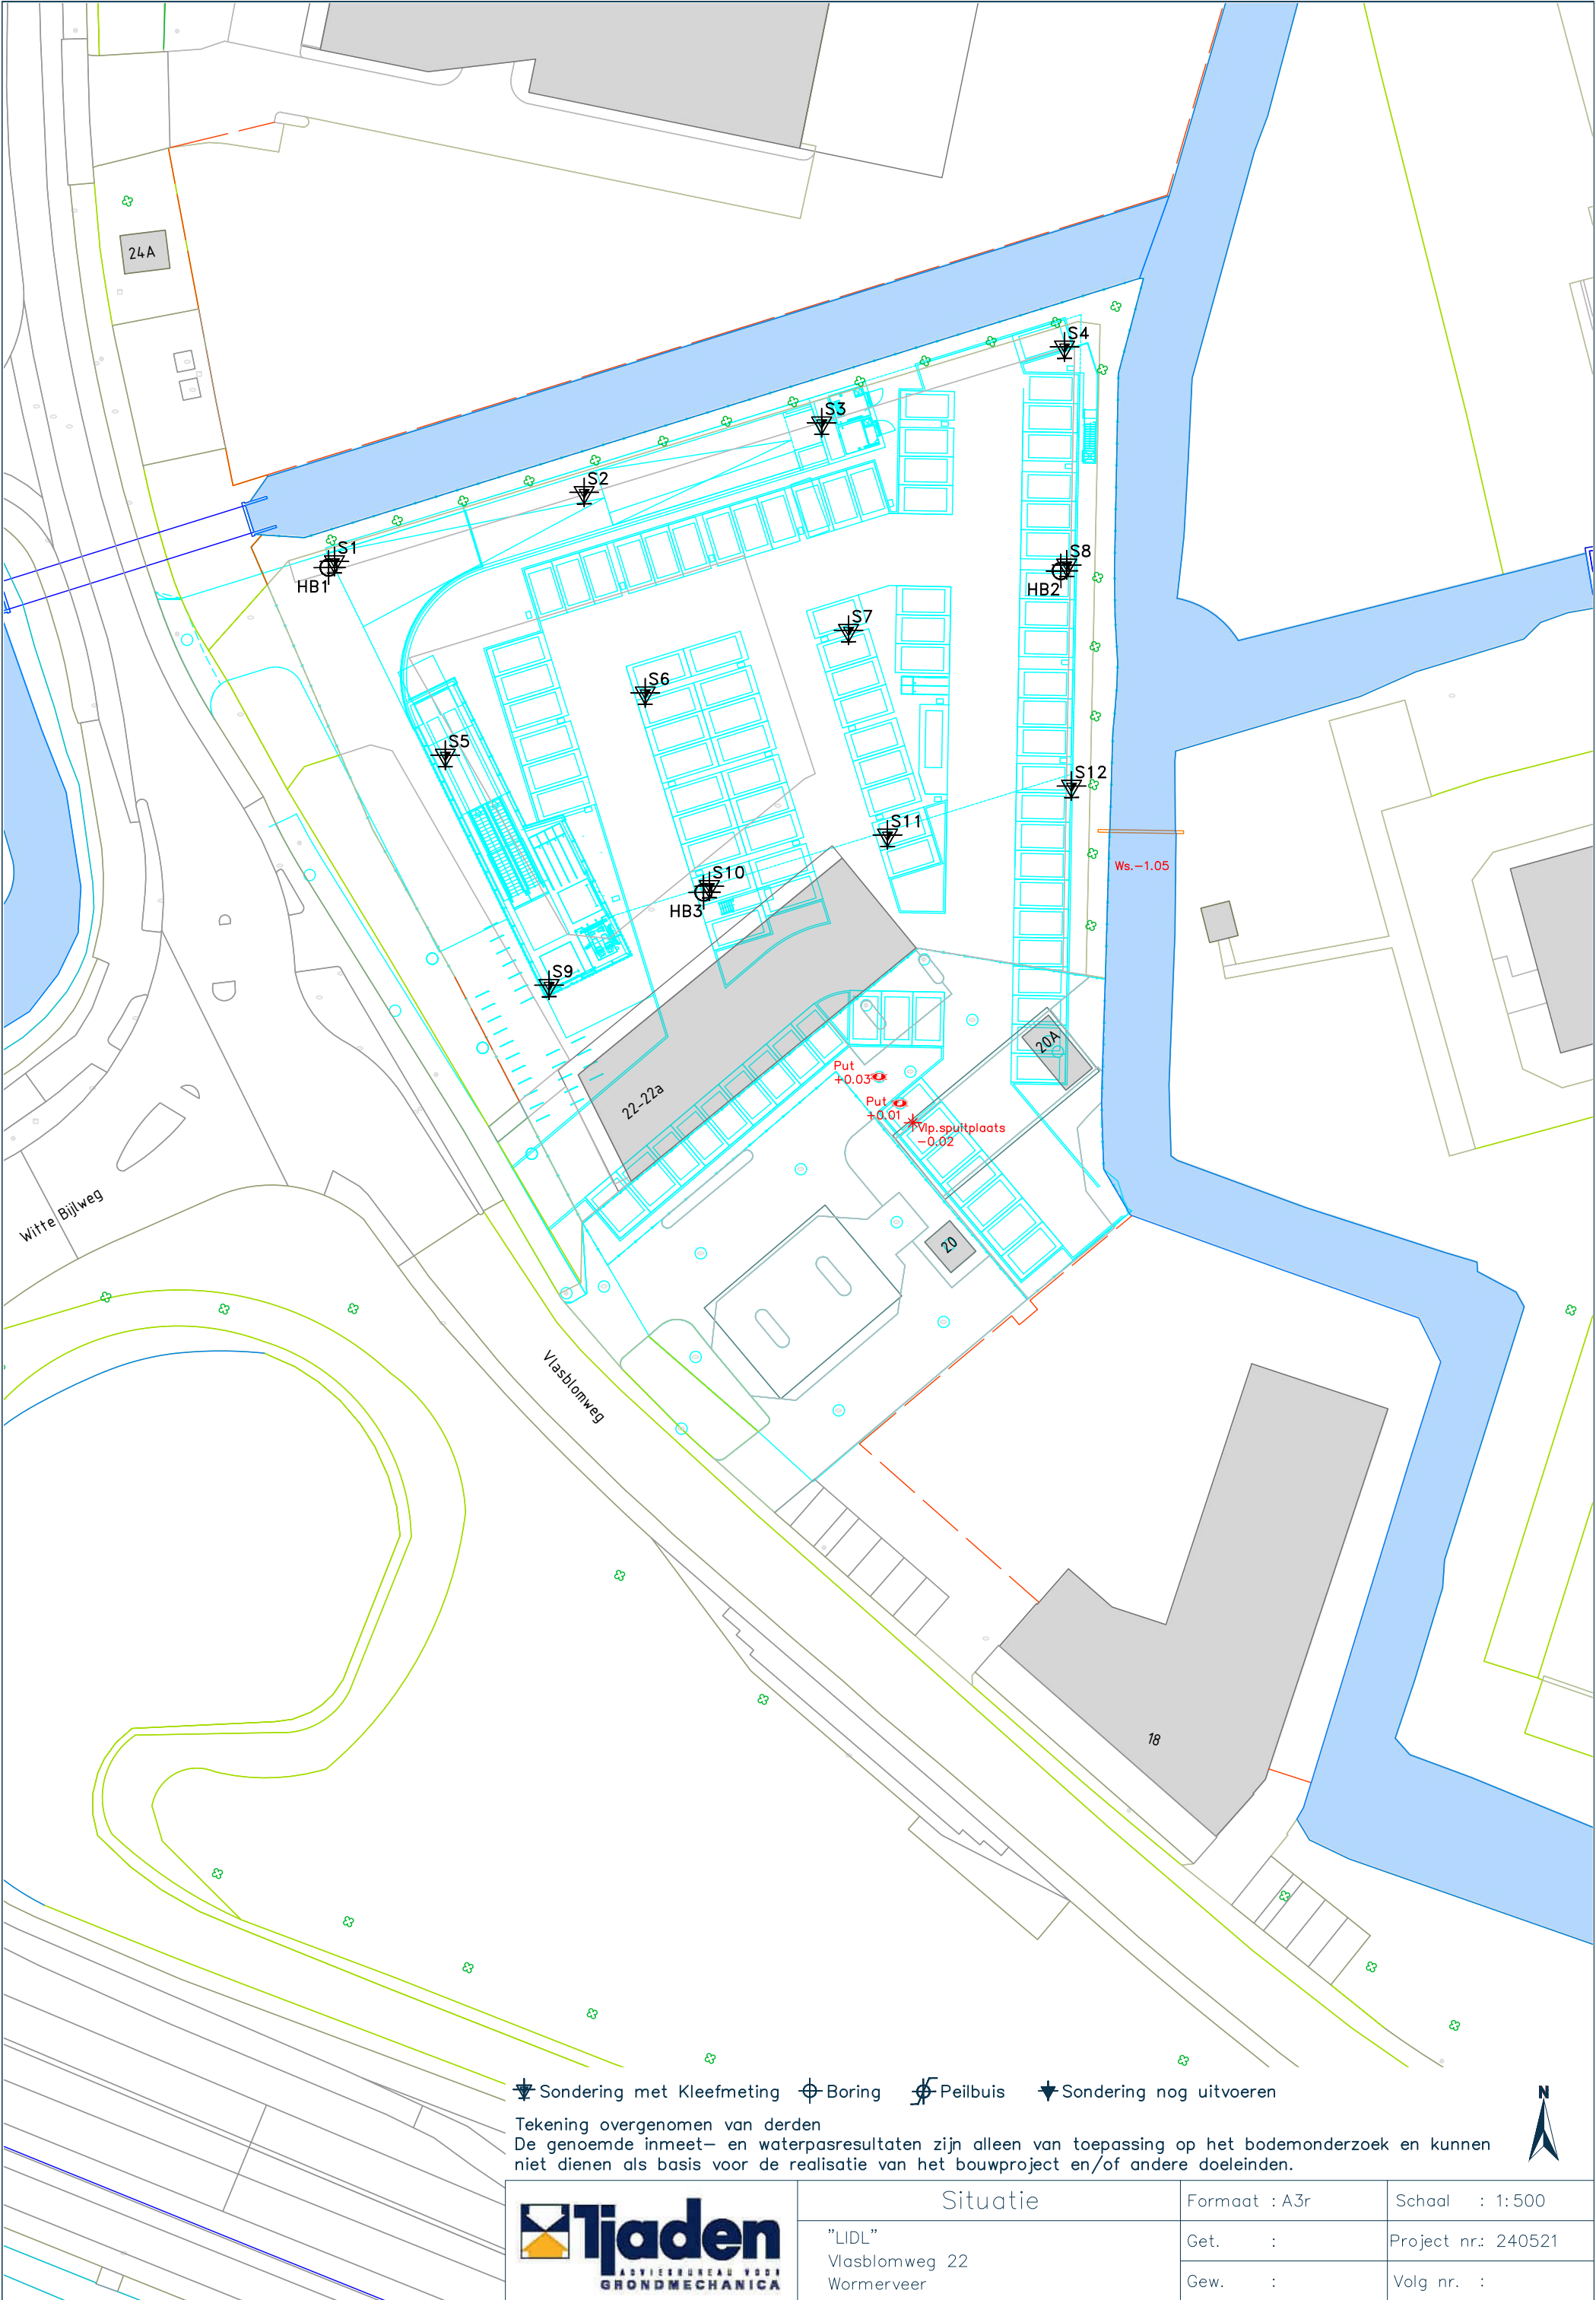 24A
S4
S3
S2
S1
HB1
S8
HB2
S7
S6
S5
S12
S11
S10
HB3
S9
Ws.-1.05
20A
Put
+0.03
Put
+0.01
Vlp.spuitplaats
-0.02
22-22a
20
Witte Bijlweg
Vlasblomweg
18
Sondering met Kleefmeting
Boring
Peilbuis
Sondering nog uitvoeren
N
Tekening overgenomen van derden
De genoemde inmeet- en waterpasresultaten zijn alleen van toepassing op het bodemonderzoek en kunnen
niet dienen als basis voor de realisatie van het bouwproject en/of andere doeleinden.
Tjaden
ADVIESBUREAU VOOR
GRONDMECHANICA
Situatie
"LIDL"
Vlasblomweg 22
Wormerveer
Formaat : A3r
Schaal : 1:500
Get. :
Project nr.: 240521
Gew. :
Volg nr. :